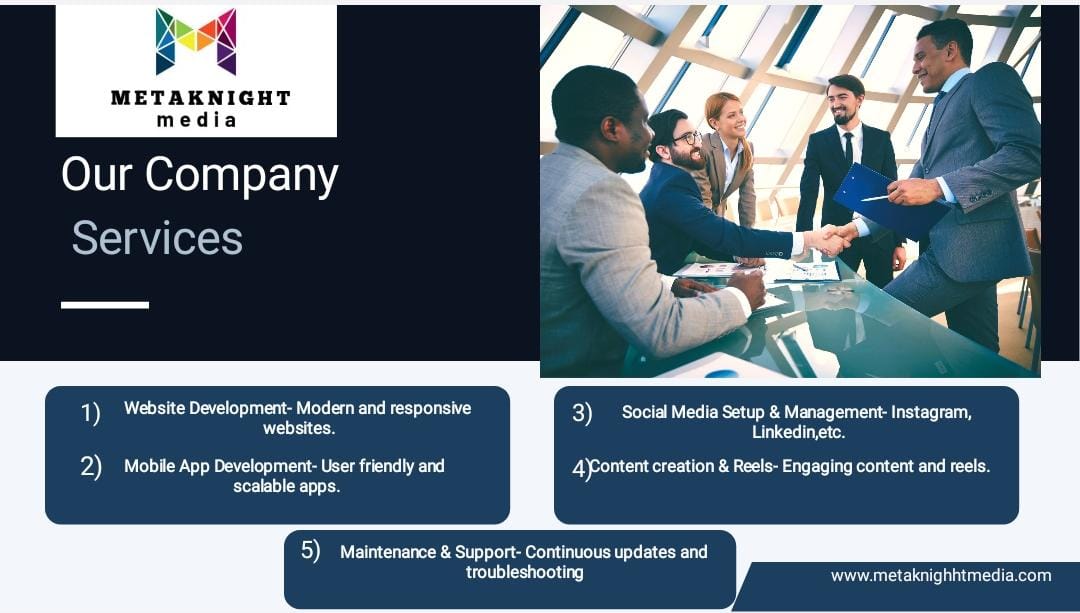 METAKNIGHT
media
Our Company
Services
1) Website Development- Modern and responsive
websites.
2) Mobile App Development- User friendly and
scalable apps.
3) Social Media Setup & Management- Instagram,
Linkedin,etc.
4) Content creation & Reels- Engaging content and reels.
5) Maintenance & Support- Continuous updates and
troubleshooting
www.metaknighhtmedia.com